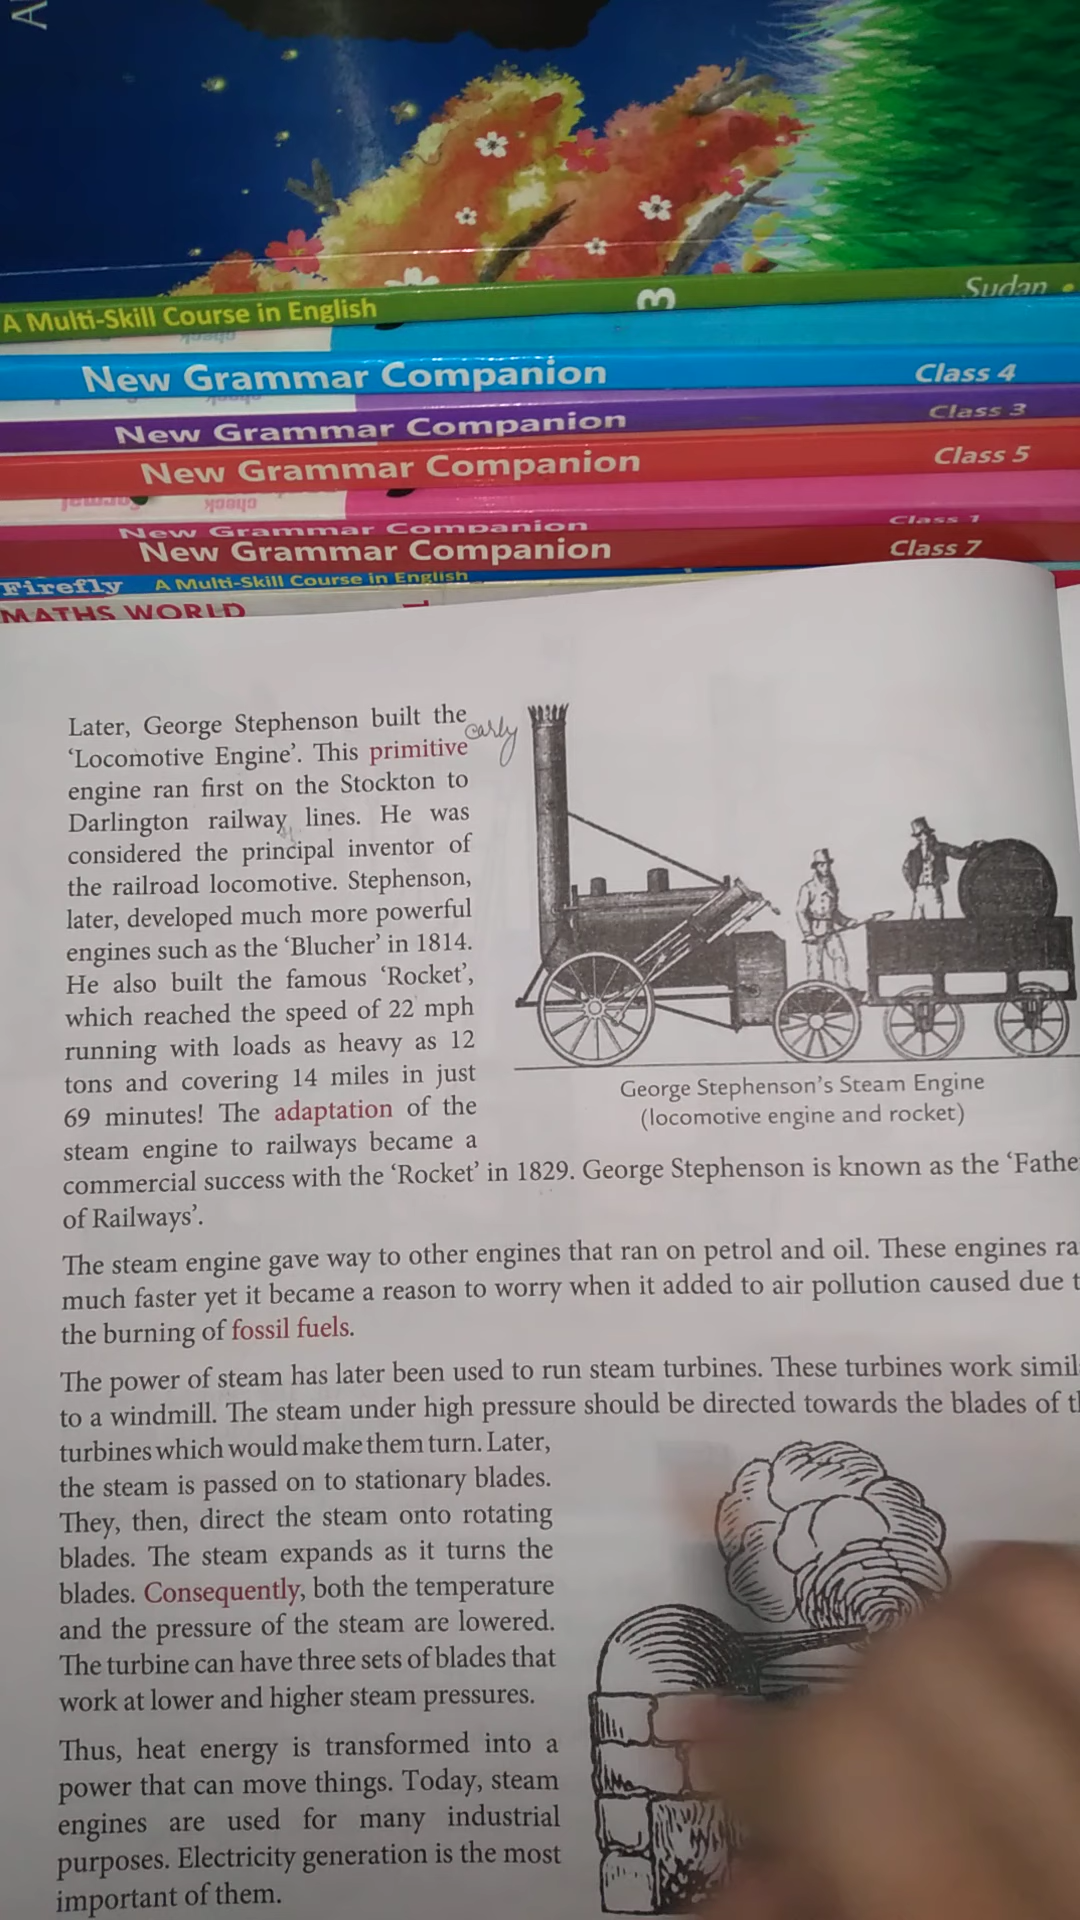 A
A Multi-Skill Course in English 3 Sudan
New Grammar Companion Class 4
New Grammar Companion Class 3
New Grammar Companion Class 5
New Grammar Companion Class 1
New Grammar Companion Class 7
Firefly A Multi-Skill Course in English
MATHS WORLD
Later, George Stephenson built the
early
‘Locomotive Engine’. This primitive
engine ran first on the Stockton to
Darlington railway lines. He was
considered the principal inventor of
the railroad locomotive. Stephenson,
later, developed much more powerful
engines such as the ‘Blucher’ in 1814.
He also built the famous ‘Rocket’,
which reached the speed of 22 mph
running with loads as heavy as 12
tons and covering 14 miles in just
69 minutes! The adaptation of the
steam engine to railways became a
commercial success with the ‘Rocket’ in 1829. George Stephenson is known as the ‘Fathe
of Railways’.
George Stephenson’s Steam Engine
(locomotive engine and rocket)
The steam engine gave way to other engines that ran on petrol and oil. These engines ra
much faster yet it became a reason to worry when it added to air pollution caused due t
the burning of fossil fuels.
The power of steam has later been used to run steam turbines. These turbines work simil
to a windmill. The steam under high pressure should be directed towards the blades of th
turbines which would make them turn. Later,
the steam is passed on to stationary blades.
They, then, direct the steam onto rotating
blades. The steam expands as it turns the
blades. Consequently, both the temperature
and the pressure of the steam are lowered.
The turbine can have three sets of blades that
work at lower and higher steam pressures.
Thus, heat energy is transformed into a
power that can move things. Today, steam
engines are used for many industrial
purposes. Electricity generation is the most
important of them.